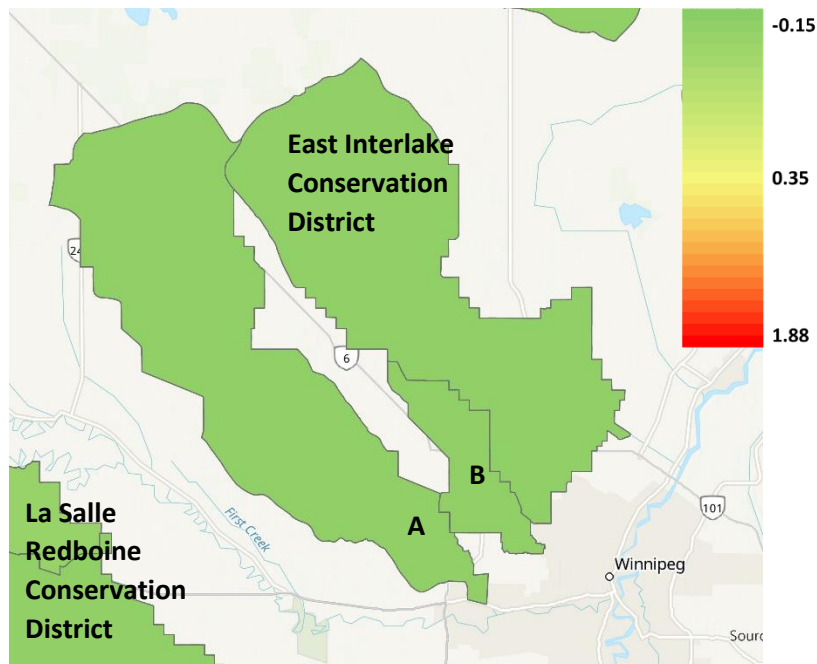 -0.15
East Interlake
Conservation
District
0.35
24
1.88
6
B
La Salle
Redboine
Conservation
District
A
First Creek
101
Winnipeg
Sour